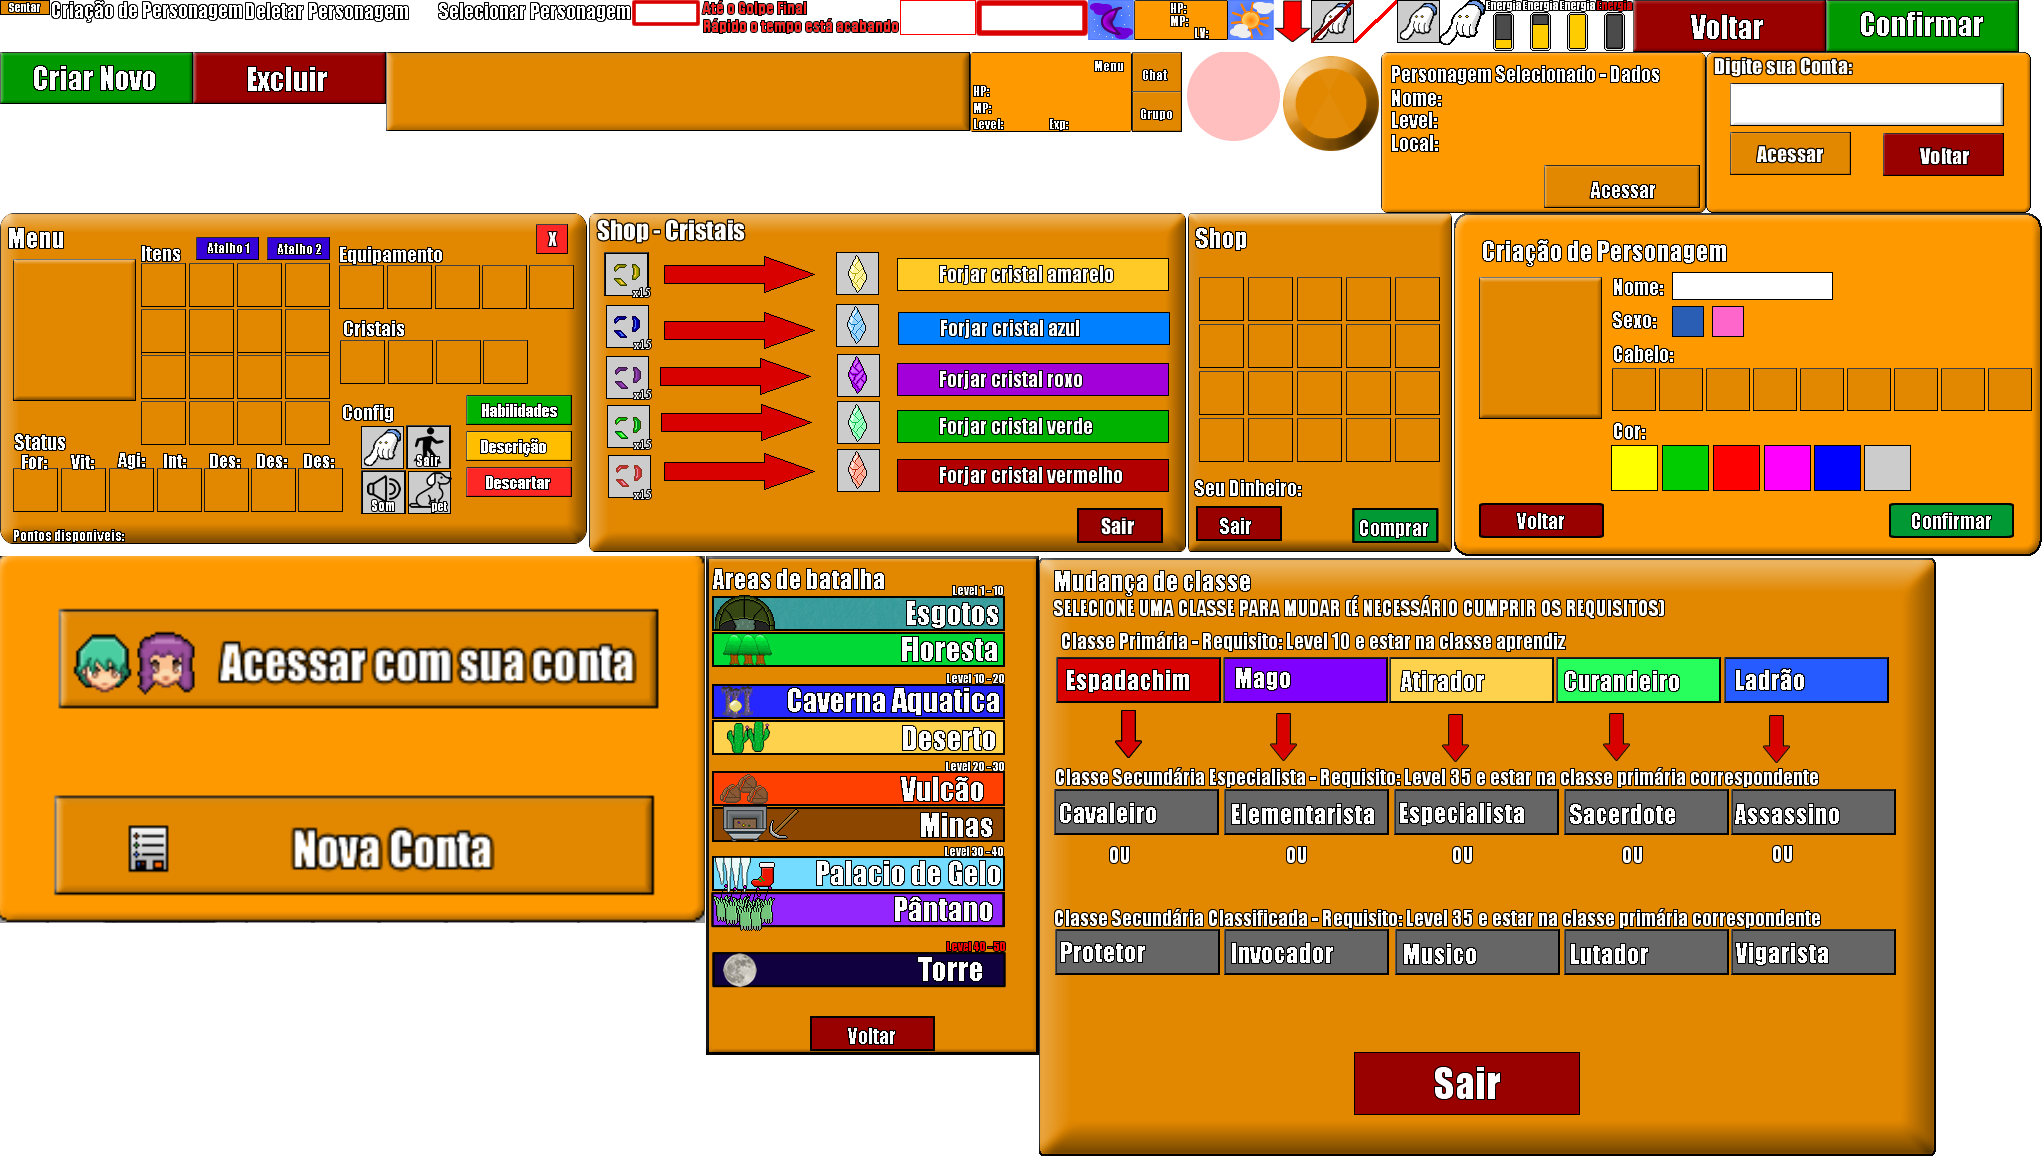 Sentar
Criação de Personagem
Deletar Personagem
Selecionar Personagem
Até o Golpe Final
Rápido o tempo está acabando
HP:
MP:
LV:
Energia
Energia
Energia
Energia
Voltar
Confirmar
Criar Novo
Excluir
Menu
HP:
MP:
Level:
Exp:
Chat
Grupo
Personagem Selecionado - Dados
Nome:
Level:
Local:
Acessar
Digite sua Conta:
Acessar
Voltar
Menu
Itens
Atalho 1
Atalho 2
Equipamento
X
Cristais
Config
Sair
Som
pet
Habilidades
Descrição
Descartar
Status
For:
Vit:
Agi:
Int:
Des:
Des:
Des:
Pontos disponiveis:
Shop - Cristais
x15
Forjar cristal amarelo
x15
Forjar cristal azul
x15
Forjar cristal roxo
x15
Forjar cristal verde
x15
Forjar cristal vermelho
Sair
Shop
Seu Dinheiro:
Sair
Comprar
Criação de Personagem
Nome:
Sexo:
Cabelo:
Cor:
Voltar
Confirmar
Acessar com sua conta
Nova Conta
Areas de batalha
Level 1 - 10
Esgotos
Floresta
Level 10 - 20
Caverna Aquatica
Deserto
Level 20 - 30
Vulcão
Minas
Level 30 - 40
Palacio de Gelo
Pântano
Level 40 - 50
Torre
Voltar
Mudança de classe
SELECIONE UMA CLASSE PARA MUDAR (É NECESSÁRIO CUMPRIR OS REQUISITOS)
Classe Primária - Requisito: Level 10 e estar na classe aprendiz
Espadachim
Mago
Atirador
Curandeiro
Ladrão
Classe Secundária Especialista - Requisito: Level 35 e estar na classe primária correspondente
Cavaleiro
Elementarista
Especialista
Sacerdote
Assassino
OU
OU
OU
OU
OU
Classe Secundária Classificada - Requisito: Level 35 e estar na classe primária correspondente
Protetor
Invocador
Musico
Lutador
Vigarista
Sair